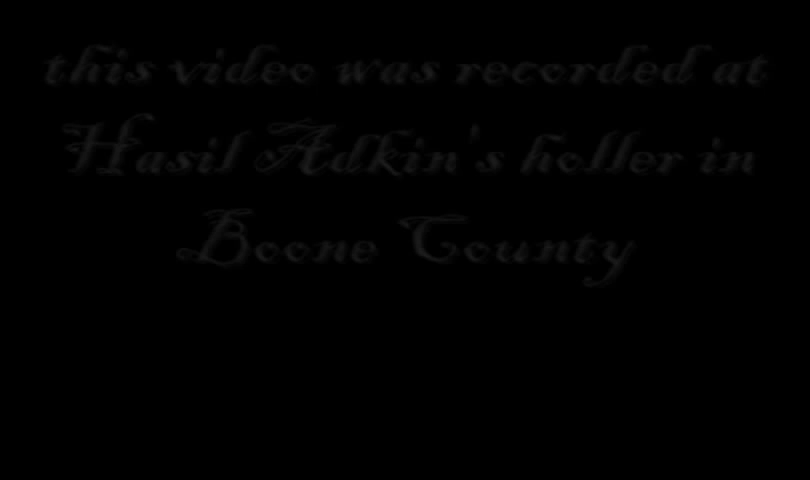 this video was recorded at
Hasil Adkin's holler in
Boone County